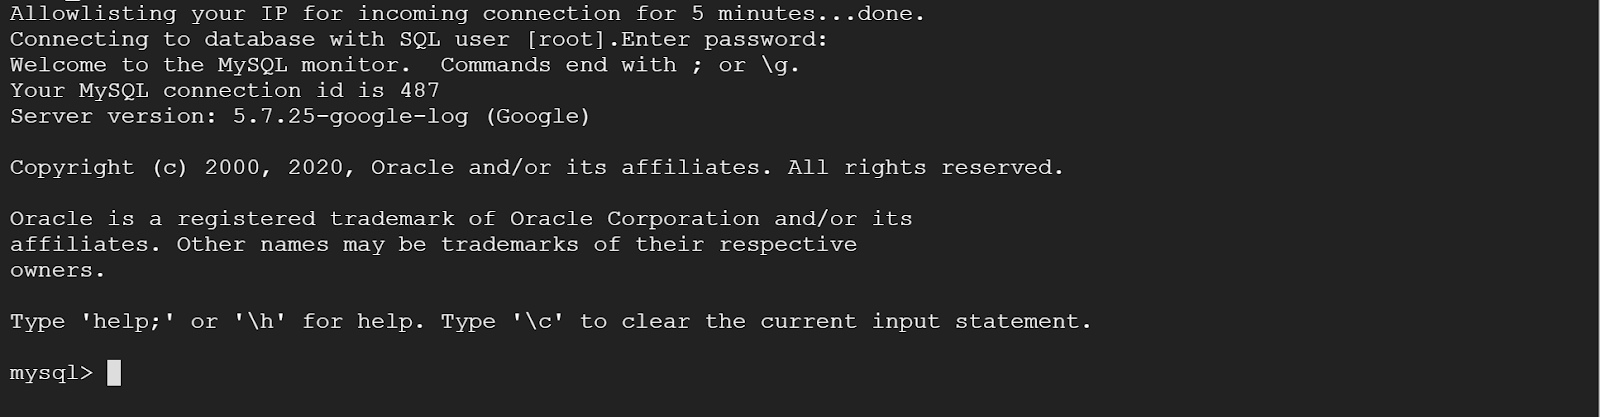 Allowlisting your IP for incoming connection for 5 minutes...done.
Connecting to database with SQL user [root].Enter password:
Welcome to the MySQL monitor.  Commands end with ; or \g.
Your MySQL connection id is 487
Server version: 5.7.25-google-log (Google)

Copyright (c) 2000, 2020, Oracle and/or its affiliates. All rights reserved.

Oracle is a registered trademark of Oracle Corporation and/or its
affiliates. Other names may be trademarks of their respective
owners.

Type 'help;' or '\h' for help. Type '\c' to clear the current input statement.

mysql>